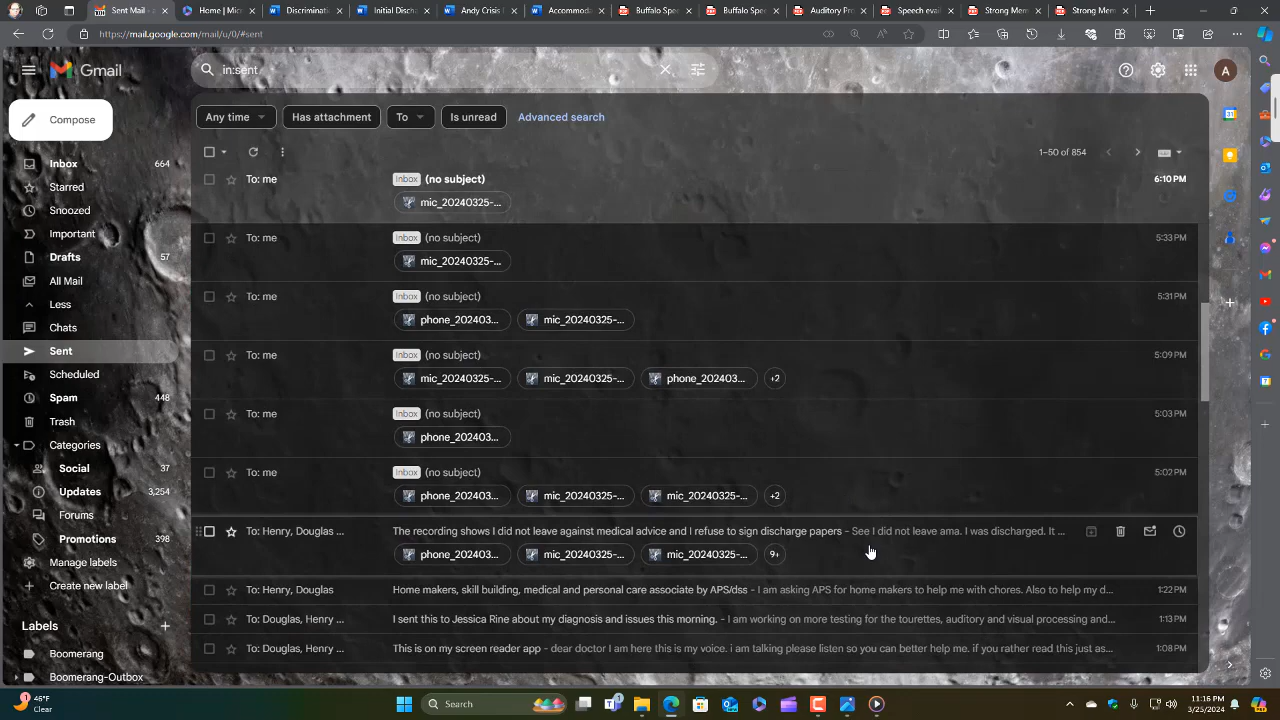 Sent Mail
Home | Mic
Discriminati
Initial Discha
Andy Crisis
Accommoda
Buffalo Spee
Buffalo Spee
Auditory Pro
Speech evail
Strong Mem
Strong Mem
https://mail.google.com/mail/u/0/#sent
Gmail
in:sent
A
Compose
Any time
Has attachment
To
Is unread
Advanced search
1–50 of 854
Inbox 664
Starred
Snoozed
Important
Drafts 57
All Mail
Less
Chats
Sent
Scheduled
Spam 448
Trash
Categories
Social 37
Updates 3,254
Forums
Promotions 398
Manage labels
Create new label
Labels
Boomerang
Boomerang-Outbox
To: me Inbox (no subject) 6:10 PM
mic_20240325-...
To: me Inbox (no subject) 5:33 PM
mic_20240325-...
To: me Inbox (no subject) 5:31 PM
phone_202403... mic_20240325-...
To: me Inbox (no subject) 5:09 PM
mic_20240325-... mic_20240325-... phone_202403... +2
To: me Inbox (no subject) 5:03 PM
phone_202403...
To: me Inbox (no subject) 5:02 PM
phone_202403... mic_20240325-... mic_20240325-... +2
To: Henry, Douglas ... The recording shows I did not leave against medical advice and I refuse to sign discharge papers – See I did not leave ama. I was discharged. It ...
phone_202403... mic_20240325-... mic_20240325-... 9+
To: Henry, Douglas Home makers, skill building, medical and personal care associate by APS/dss – I am asking APS for home makers to help me with chores. Also to help my d... 1:22 PM
To: Douglas, Henry ... I sent this to Jessica Rine about my diagnosis and issues this morning. – I am working on more testing for the tourettes, auditory and visual processing and... 1:13 PM
To: Douglas, Henry ... This is on my screen reader app – dear doctor I am here this is my voice. i am talking please listen so you can better help me. if you rather read this just as... 1:08 PM
46°F
Clear
Search
11:16 PM
3/25/2024